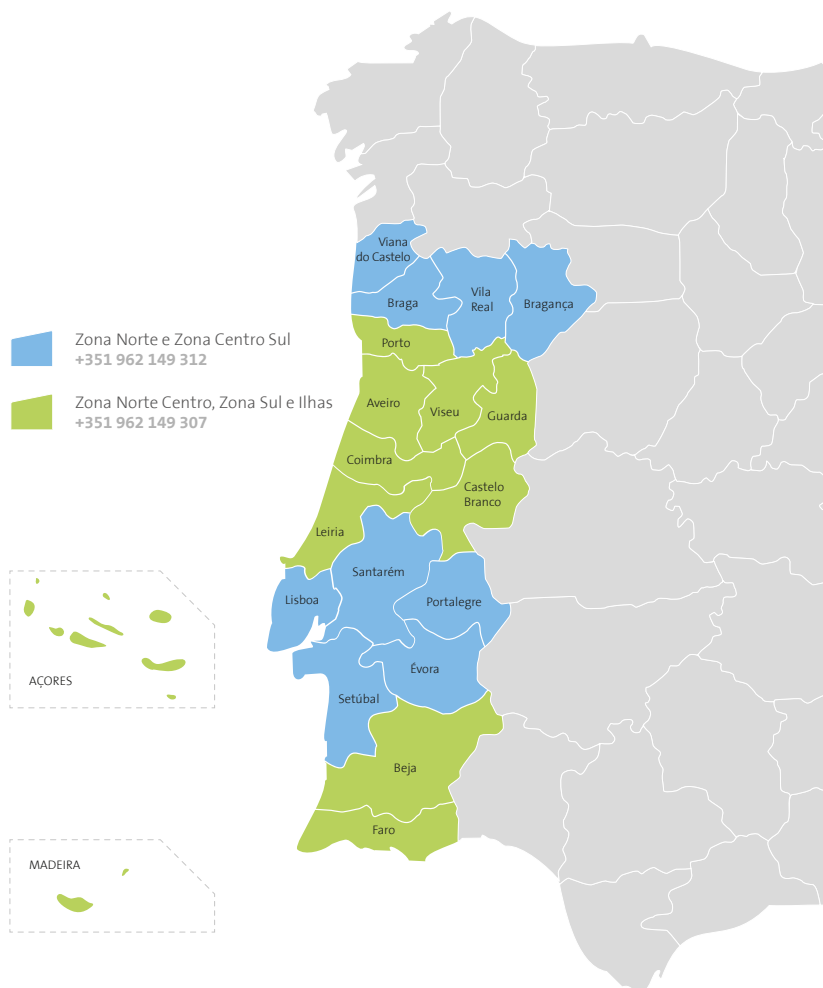 Zona Norte e Zona Centro Sul
+351 962 149 312
Zona Norte Centro, Zona Sul e Ilhas
+351 962 149 307
Viana
do Castelo
Braga
Vila
Real
Bragança
Porto
Aveiro
Viseu
Guarda
Coimbra
Castelo
Branco
Leiria
Santarém
Lisboa
Portalegre
Évora
Setúbal
Beja
Faro
AÇORES
MADEIRA